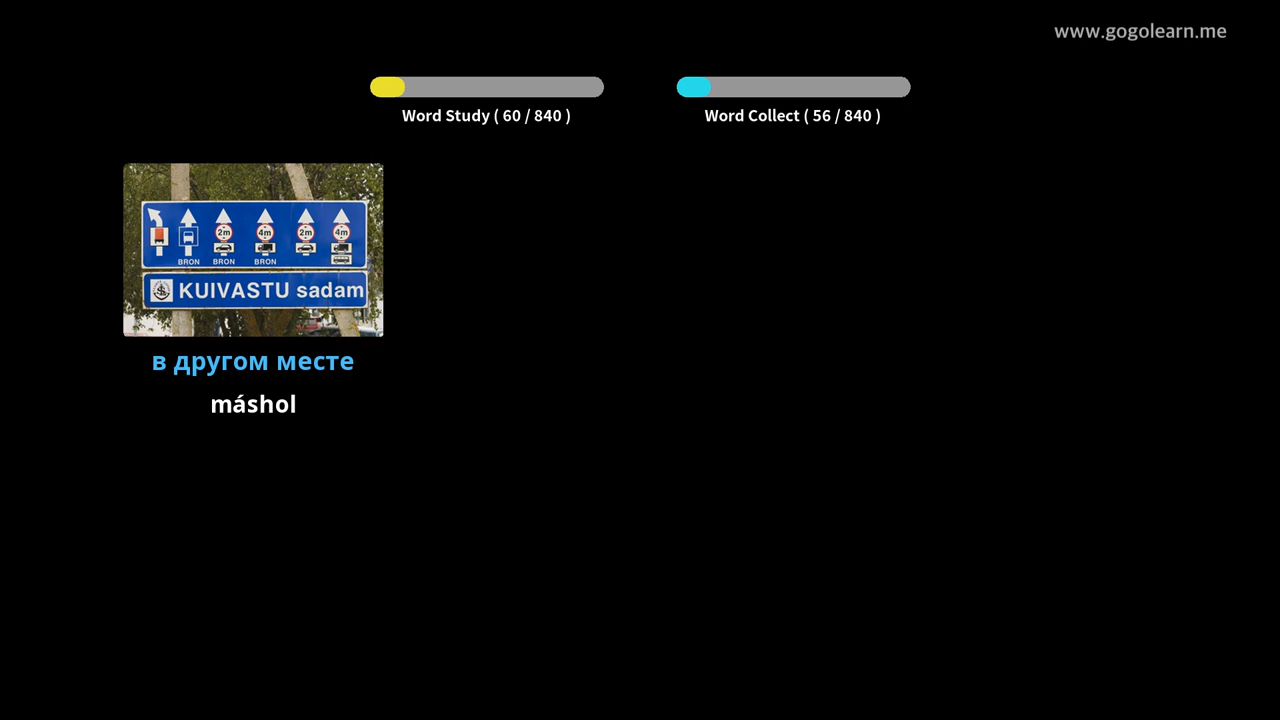 www.gogolearn.me
Word Study ( 60 / 840 )
Word Collect ( 56 / 840 )
2m 4m 2m 4m
BRON BRON BRON
KUIVASTU sadam
в другом месте
máshol